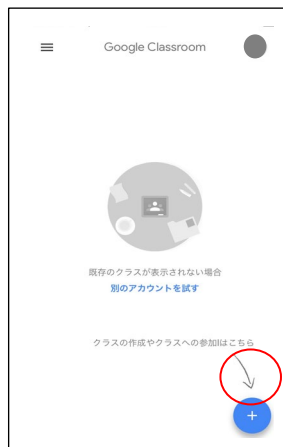 Google Classroom
既存のクラスが表示されない場合
別のアカウントを試す
クラスの作成やクラスへの参加はこちら
+